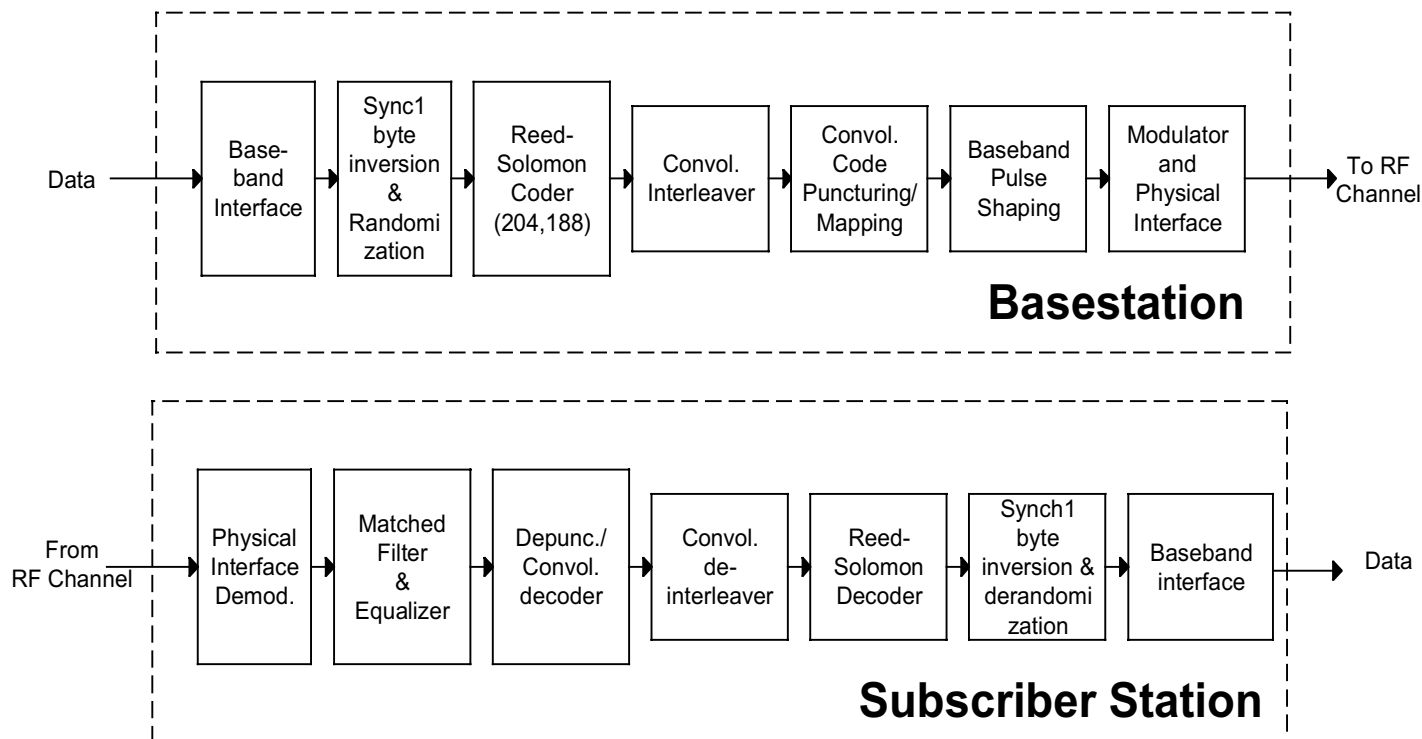 Data
Base-
band
Interface
Sync1
byte
inversion
&
Randomi
zation
Reed-
Solomon
Coder
(204,188)
Convol.
Interleaver
Convol.
Code
Puncturing/
Mapping
Baseband
Pulse
Shaping
Modulator
and
Physical
Interface
To RF
Channel
Basestation
From
RF Channel
Physical
Interface
Demod.
Matched
Filter
&
Equalizer
Depunc./
Convol.
decoder
Convol.
de-
interleaver
Reed-
Solomon
Decoder
Synch1
byte
inversion &
derandomi
zation
Baseband
interface
Data
Subscriber Station